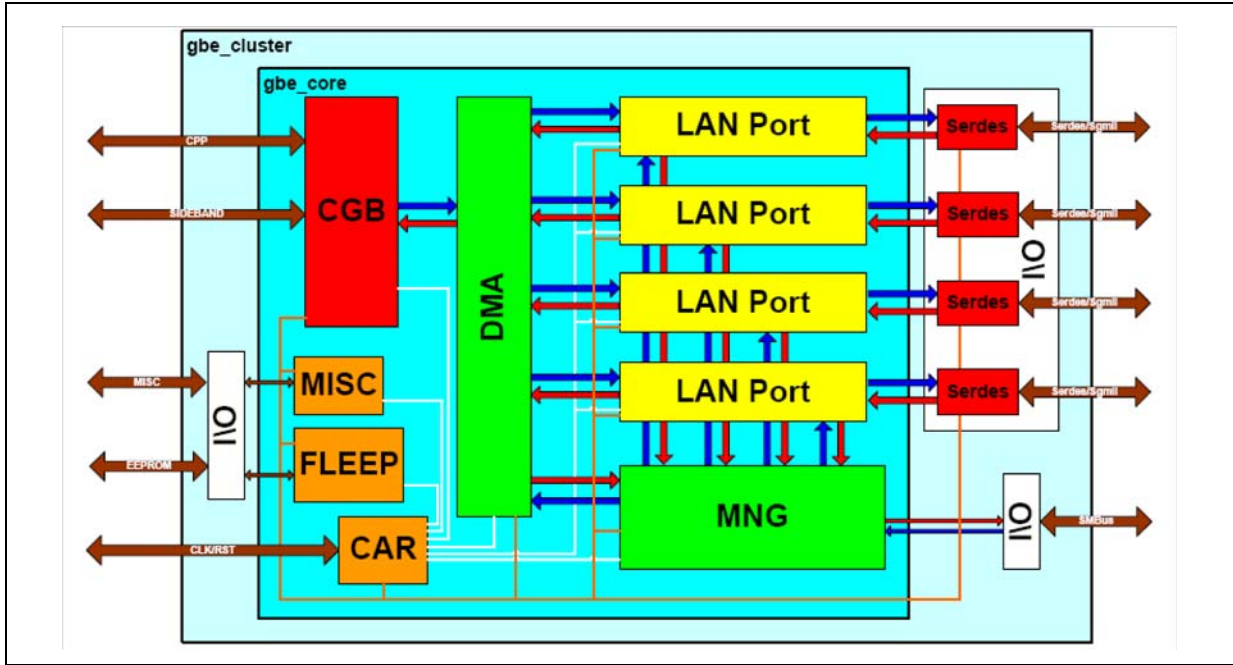 gbe_cluster
gbe_core
CPP
SIDEBAND
CGB
DMA
LAN Port
Serdes
Serdes/Sgmii
LAN Port
Serdes
Serdes/Sgmii
I\O
LAN Port
Serdes
Serdes/Sgmii
LAN Port
Serdes
Serdes/Sgmii
MISC
I\O
MISC
EEPROM
FLEEP
CLK/RST
CAR
MNG
I\O
SMBus